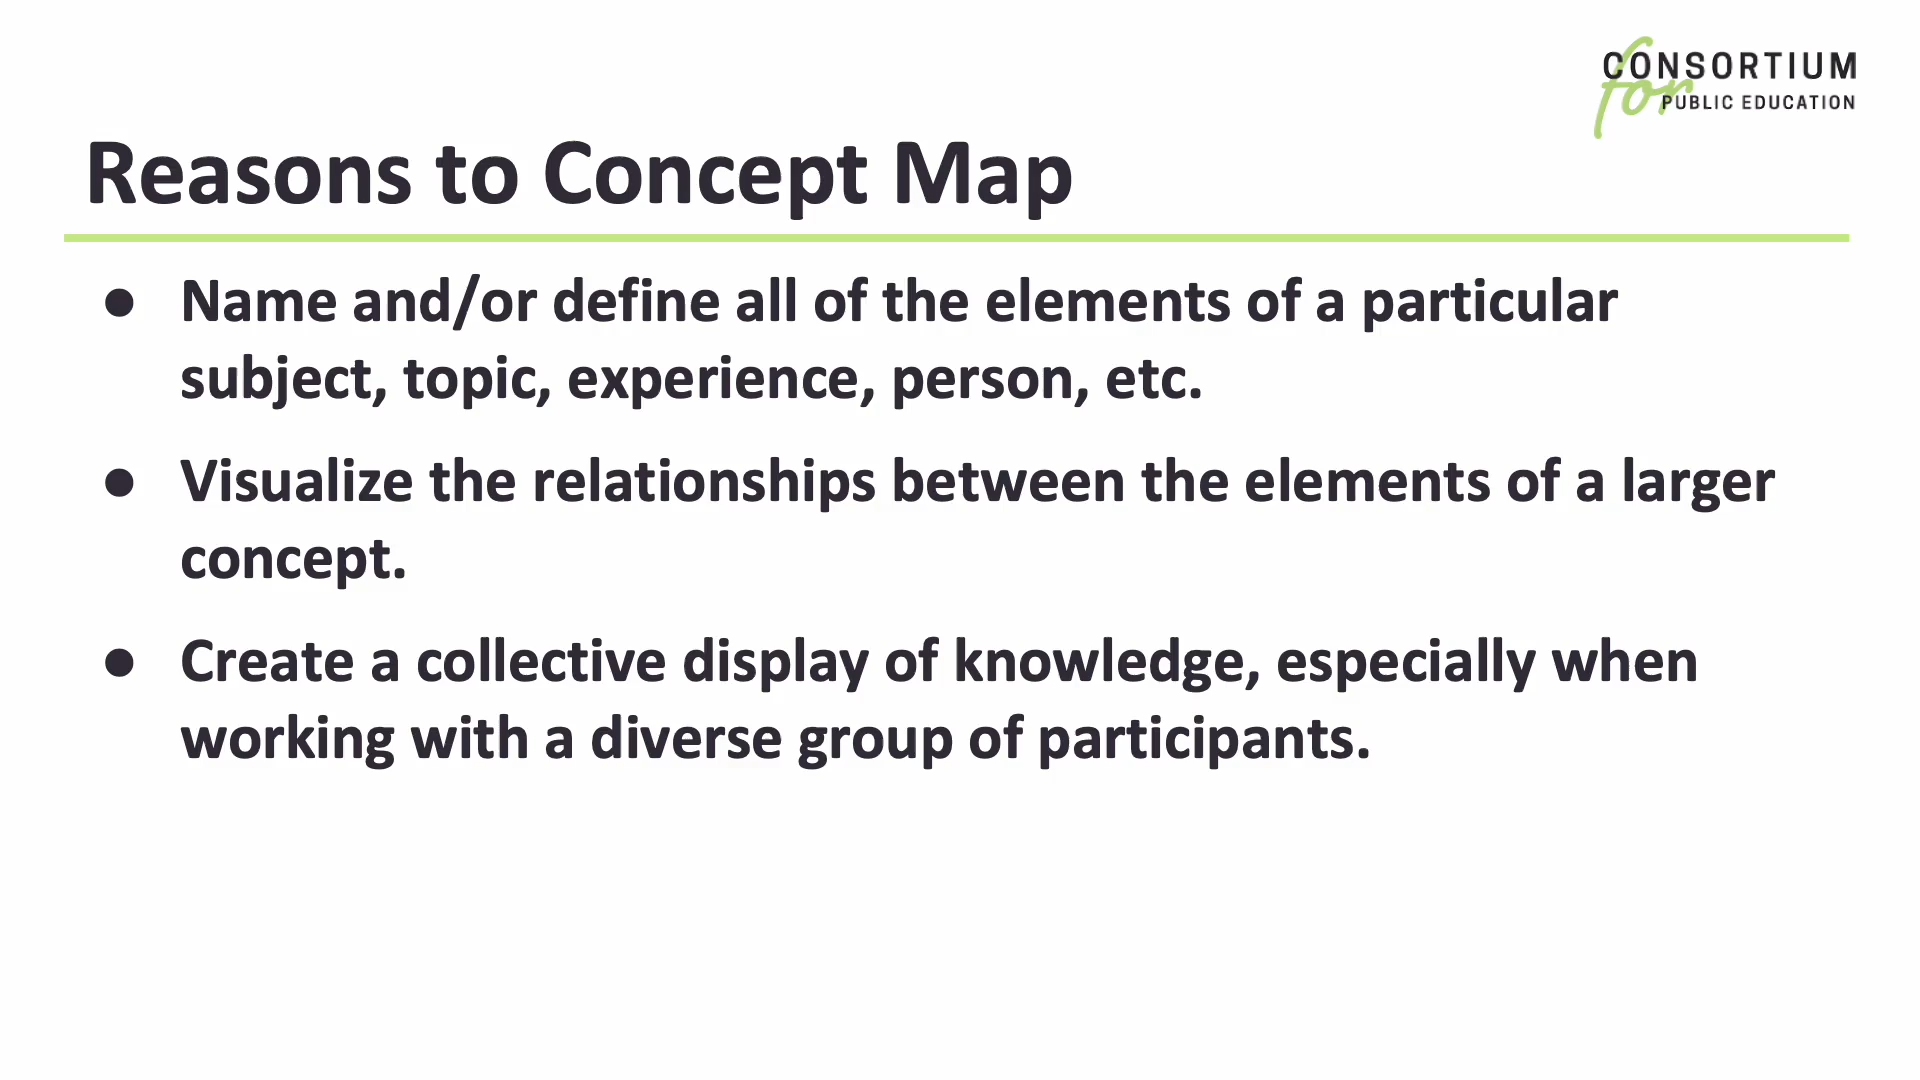 CONSORTIUM
for PUBLIC EDUCATION
Reasons to Concept Map
● Name and/or define all of the elements of a particular
subject, topic, experience, person, etc.
● Visualize the relationships between the elements of a larger
concept.
● Create a collective display of knowledge, especially when
working with a diverse group of participants.